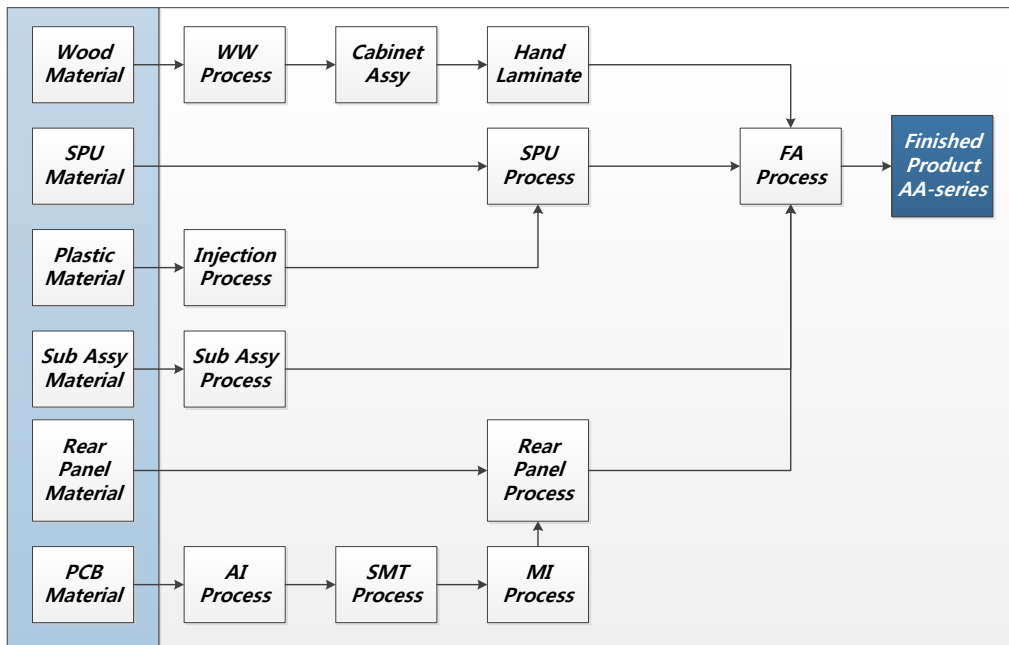 Wood
Material
WW
Process
Cabinet
Assy
Hand
Laminate
SPU
Material
SPU
Process
FA
Process
Finished
Product
AA-series
Plastic
Material
Injection
Process
Sub Assy
Material
Sub Assy
Process
Rear
Panel
Material
Rear
Panel
Process
PCB
Material
AI
Process
SMT
Process
MI
Process